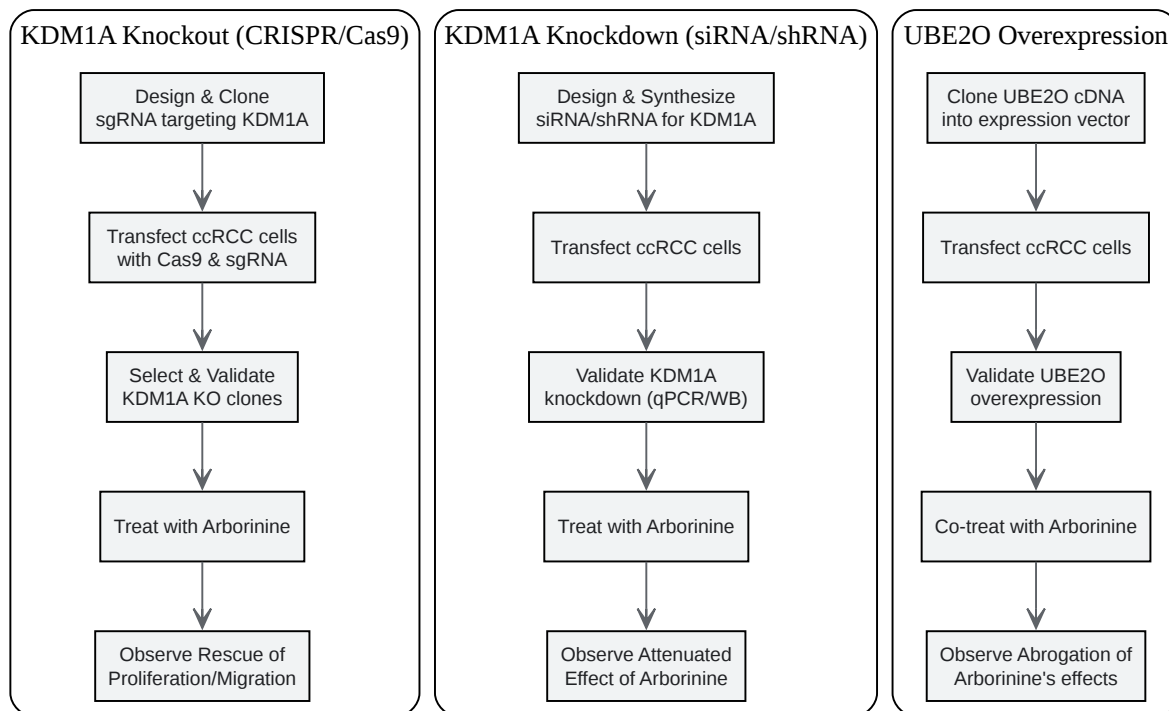 KDM1A Knockout (CRISPR/Cas9)
Design & Clone
sgRNA targeting KDM1A
Transfect ccRCC cells
with Cas9 & sgRNA
Select & Validate
KDM1A KO clones
Treat with Arborinine
Observe Rescue of
Proliferation/Migration
KDM1A Knockdown (siRNA/shRNA)
Design & Synthesize
siRNA/shRNA for KDM1A
Transfect ccRCC cells
Validate KDM1A
knockdown (qPCR/WB)
Treat with Arborinine
Observe Attenuated
Effect of Arborinine
UBE2O Overexpression
Clone UBE2O cDNA
into expression vector
Transfect ccRCC cells
Validate UBE2O
overexpression
Co-treat with Arborinine
Observe Abrogation of
Arborinine's effects